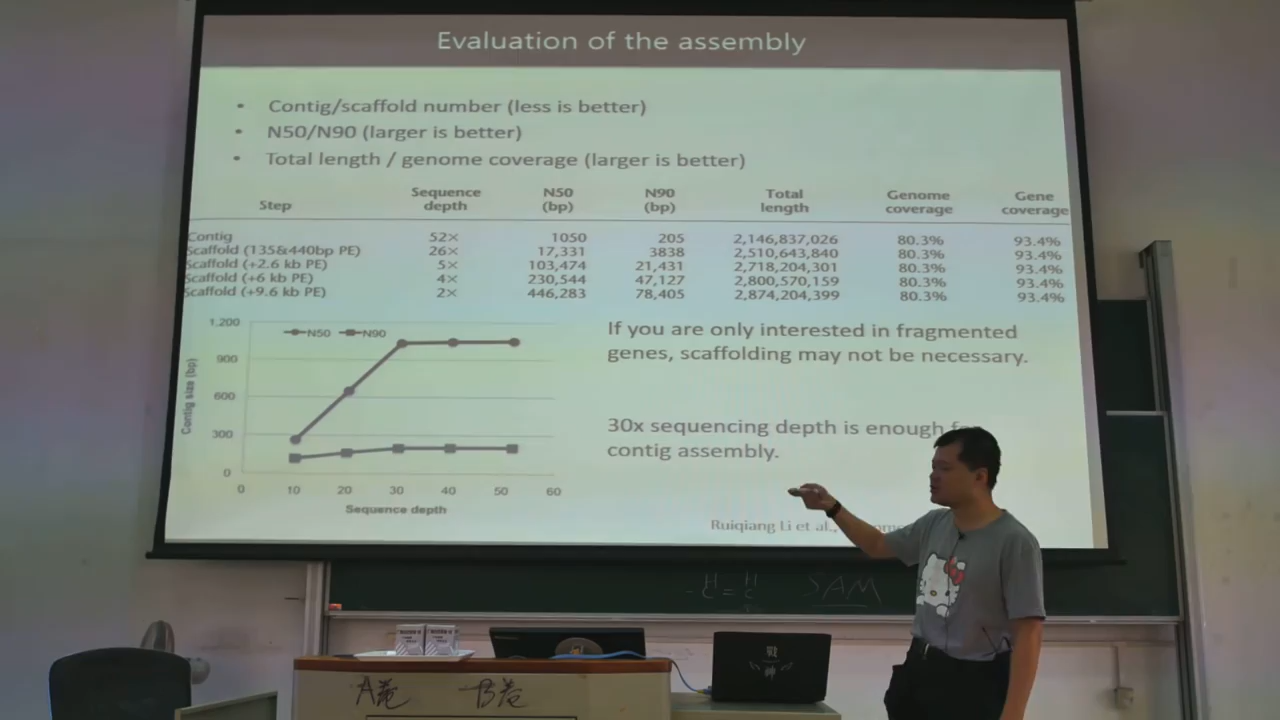 Evaluation of the assembly
• Contig/scaffold number (less is better)
• N50/N90 (larger is better)
• Total length / genome coverage (larger is better)
Step Sequence depth N50 (bp) N90 (bp) Total length Genome coverage Gene coverage
Contig 52× 1050 205 2,146,837,026 80.3% 93.4%
Scaffold (135&440bp PE) 26× 17,331 3838 2,510,643,840 80.3% 93.4%
Scaffold (+2.6 kb PE) 5× 103,474 21,431 2,718,204,301 80.3% 93.4%
Scaffold (+6 kb PE) 4× 230,544 47,127 2,800,570,159 80.3% 93.4%
Scaffold (+9.6 kb PE) 2× 446,283 78,405 2,874,204,399 80.3% 93.4%
If you are only interested in fragmented
genes, scaffolding may not be necessary.
30x sequencing depth is enough
contig assembly.
Ruiqiang Li et al.,
N50 N90
Contig size (bp)
1,200
900
600
300
0
0 10 20 30 40 50 60
Sequence depth
H H
-C=C
SAM
戰神
A卷 B卷